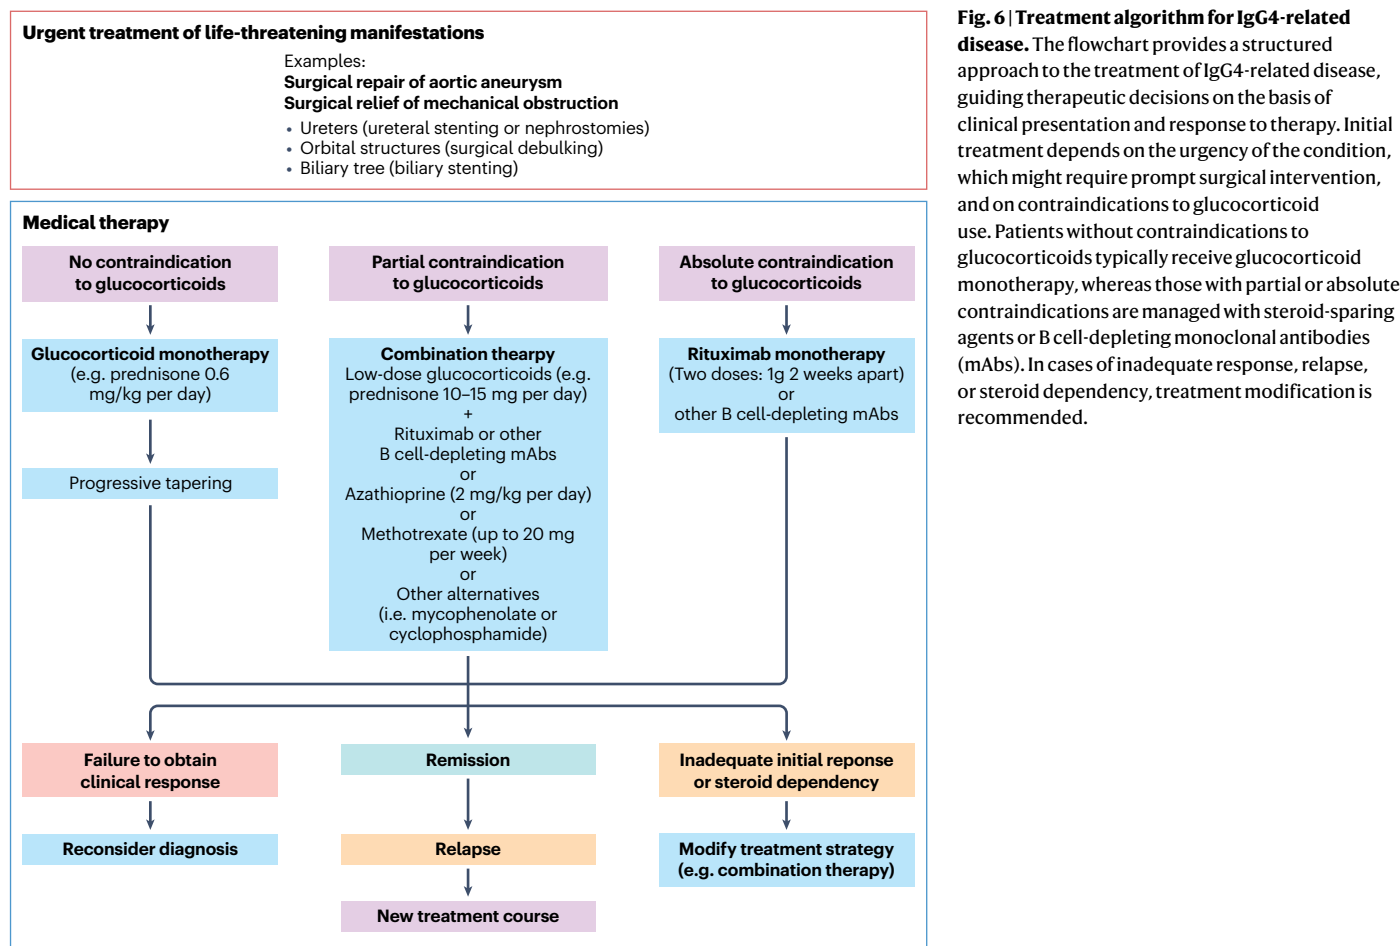 Urgent treatment of life-threatening manifestations
Examples:
Surgical repair of aortic aneurysm
Surgical relief of mechanical obstruction
• Ureters (ureteral stenting or nephrostomies)
• Orbital structures (surgical debulking)
• Biliary tree (biliary stenting)
Medical therapy
No contraindication
to glucocorticoids
Partial contraindication
to glucocorticoids
Absolute contraindication
to glucocorticoids
Glucocorticoid monotherapy
(e.g. prednisone 0.6
mg/kg per day)
Combination thearpy
Low-dose glucocorticoids (e.g.
prednisone 10–15 mg per day)
+
Rituximab or other
B cell-depleting mAbs
or
Azathioprine (2 mg/kg per day)
or
Methotrexate (up to 20 mg
per week)
or
Other alternatives
(i.e. mycophenolate or
cyclophosphamide)
Rituximab monotherapy
(Two doses: 1g 2 weeks apart)
or
other B cell-depleting mAbs
Progressive tapering
Failure to obtain
clinical response
Remission
Inadequate initial reponse
or steroid dependency
Reconsider diagnosis
Relapse
Modify treatment strategy
(e.g. combination therapy)
New treatment course
Fig. 6 | Treatment algorithm for IgG4-related
disease. The flowchart provides a structured
approach to the treatment of IgG4-related disease,
guiding therapeutic decisions on the basis of
clinical presentation and response to therapy. Initial
treatment depends on the urgency of the condition,
which might require prompt surgical intervention,
and on contraindications to glucocorticoid
use. Patients without contraindications to
glucocorticoids typically receive glucocorticoid
monotherapy, whereas those with partial or absolute
contraindications are managed with steroid-sparing
agents or B cell-depleting monoclonal antibodies
(mAbs). In cases of inadequate response, relapse,
or steroid dependency, treatment modification is
recommended.